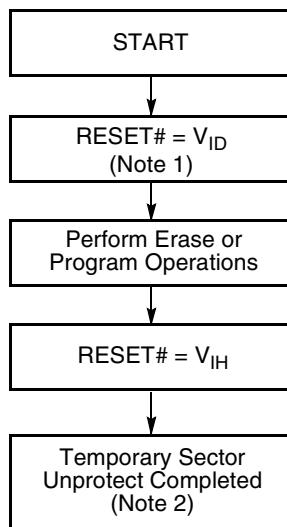 START
RESET# = VID
(Note 1)
Perform Erase or
Program Operations
RESET# = VIH
Temporary Sector
Unprotect Completed
(Note 2)